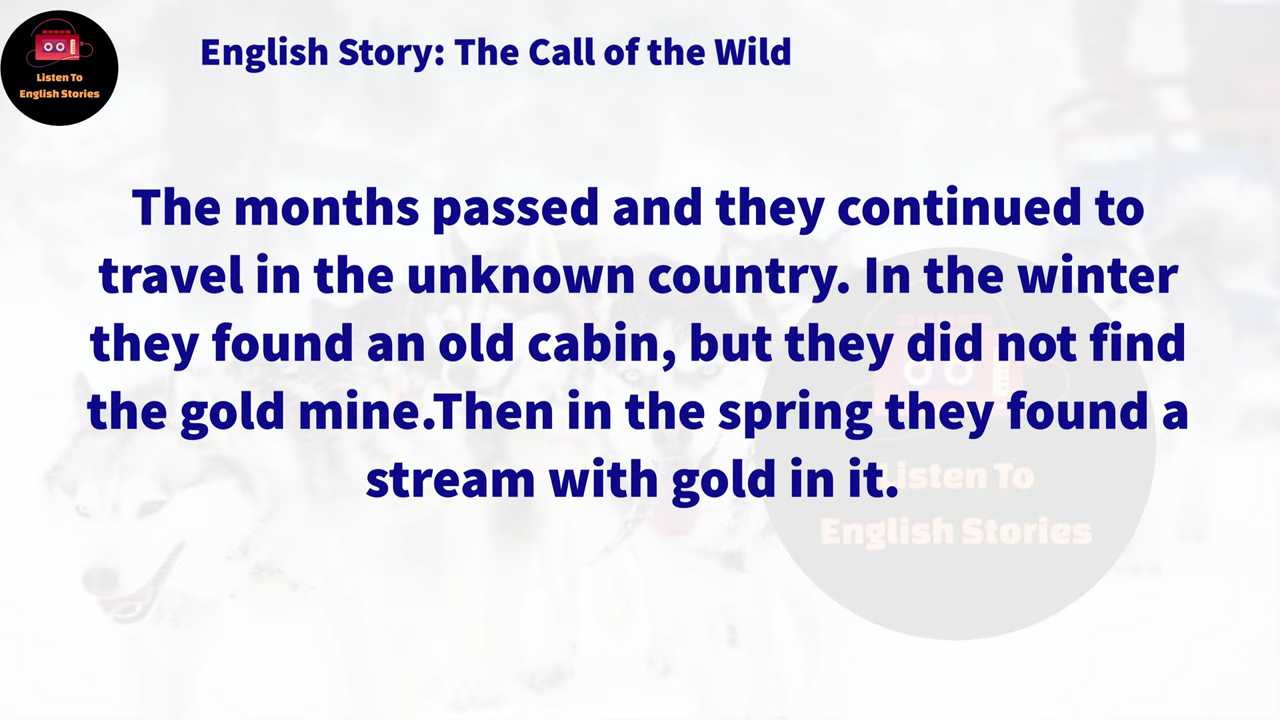 Listen To
English Stories
English Story: The Call of the Wild
The months passed and they continued to
travel in the unknown country. In the winter
they found an old cabin, but they did not find
the gold mine.Then in the spring they found a
stream with gold in it.
Listen To
English Stories